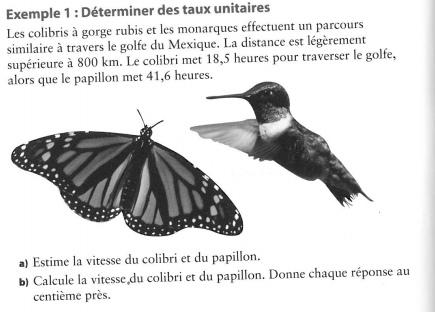 Exemple 1 : Déterminer des taux unitaires
Les colibris à gorge rubis et les monarques effectuent un parcours
similaire à travers le golfe du Mexique. La distance est légèrement
supérieure à 800 km. Le colibri met 18,5 heures pour traverser le golfe,
alors que le papillon met 41,6 heures.
a) Estime la vitesse du colibri et du papillon.
b) Calcule la vitesse du colibri et du papillon. Donne chaque réponse au
centième près.